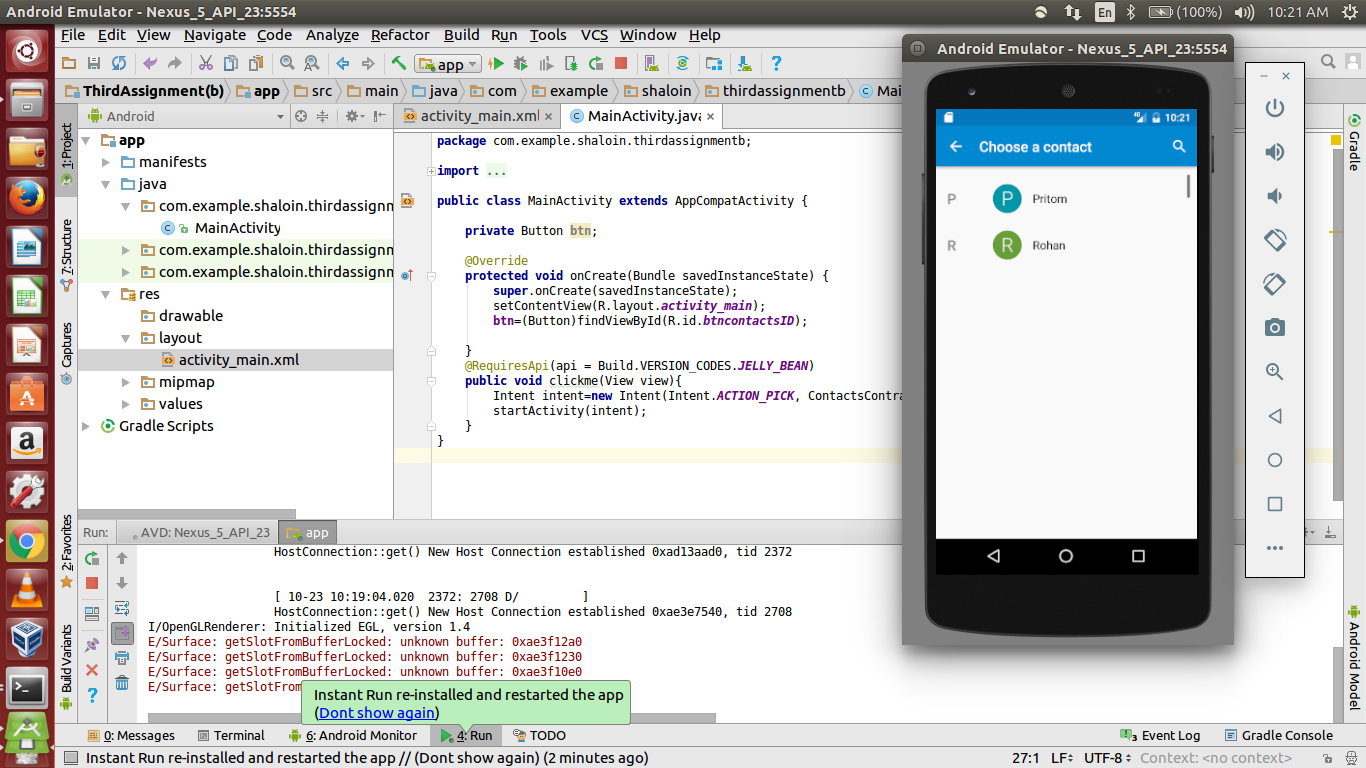 Android Emulator - Nexus_5_API_23:5554
En
(100%)
10:21 AM
File Edit View Navigate Code Analyze Refactor Build Run Tools VCS Window Help
app
ThirdAssignment(b) app src main java com example shaloin thirdassignmentb Mai
Android
activity_main.xml
MainActivity.java
1: Project
7: Structure
Captures
2: Favorites
Build Variants
app
manifests
java
com.example.shaloin.thirdassignm
MainActivity
com.example.shaloin.thirdassignm
com.example.shaloin.thirdassignm
res
drawable
layout
activity_main.xml
mipmap
values
Gradle Scripts
package com.example.shaloin.thirdassignmentb;
import ...
public class MainActivity extends AppCompatActivity {
private Button btn;
@Override
protected void onCreate(Bundle savedInstanceState) {
super.onCreate(savedInstanceState);
setContentView(R.layout.activity_main);
btn=(Button)findViewById(R.id.btncontactsID);
}
@RequiresApi(api = Build.VERSION_CODES.JELLY_BEAN)
public void clickme(View view){
Intent intent=new Intent(Intent.ACTION_PICK, ContactsContra
startActivity(intent);
}
}
Android Emulator - Nexus_5_API_23:5554
10:21
Choose a contact
P P Pritom
R R Rohan
Gradle
Android Model
Run: AVD: Nexus_5_API_23 app
HostConnection::get() New Host Connection established 0xad13aad0, tid 2372
[ 10-23 10:19:04.020 2372: 2708 D/ ]
HostConnection::get() New Host Connection established 0xae3e7540, tid 2708
I/OpenGLRenderer: Initialized EGL, version 1.4
E/Surface: getSlotFromBufferLocked: unknown buffer: 0xae3f12a0
E/Surface: getSlotFromBufferLocked: unknown buffer: 0xae3f1230
E/Surface: getSlotFromBufferLocked: unknown buffer: 0xae3f10e0
E/Surface: getSlotFrom
Instant Run re-installed and restarted the app
(Dont show again)
0: Messages Terminal 6: Android Monitor 4: Run TODO
3 Event Log Gradle Console
Instant Run re-installed and restarted the app // (Dont show again) (2 minutes ago)
27:1 LF UTF-8 Context: <no context>